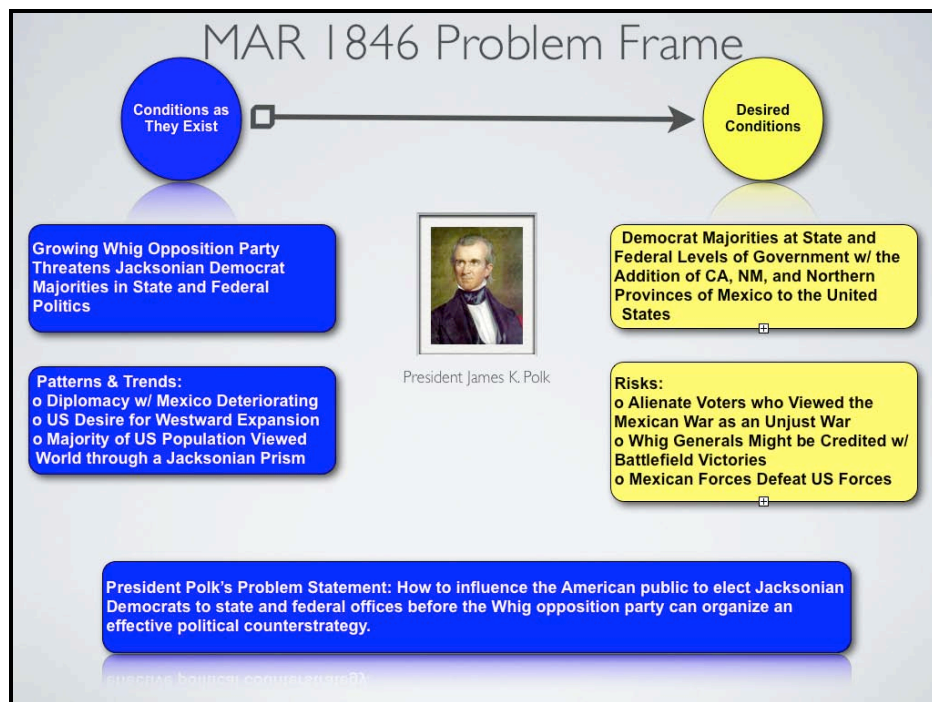 MAR 1846 Problem Frame
Conditions as
They Exist
Desired
Conditions
Growing Whig Opposition Party
Threatens Jacksonian Democrat
Majorities in State and Federal
Politics
Democrat Majorities at State and
Federal Levels of Government w/ the
Addition of CA, NM, and Northern
Provinces of Mexico to the United
States
Patterns & Trends:
o Diplomacy w/ Mexico Deteriorating
o US Desire for Westward Expansion
o Majority of US Population Viewed
World through a Jacksonian Prism
President James K. Polk
Risks:
o Alienate Voters who Viewed the
Mexican War as an Unjust War
o Whig Generals Might be Credited w/
Battlefield Victories
o Mexican Forces Defeat US Forces
President Polk's Problem Statement: How to influence the American public to elect Jacksonian
Democrats to state and federal offices before the Whig opposition party can organize an
effective political counterstrategy.